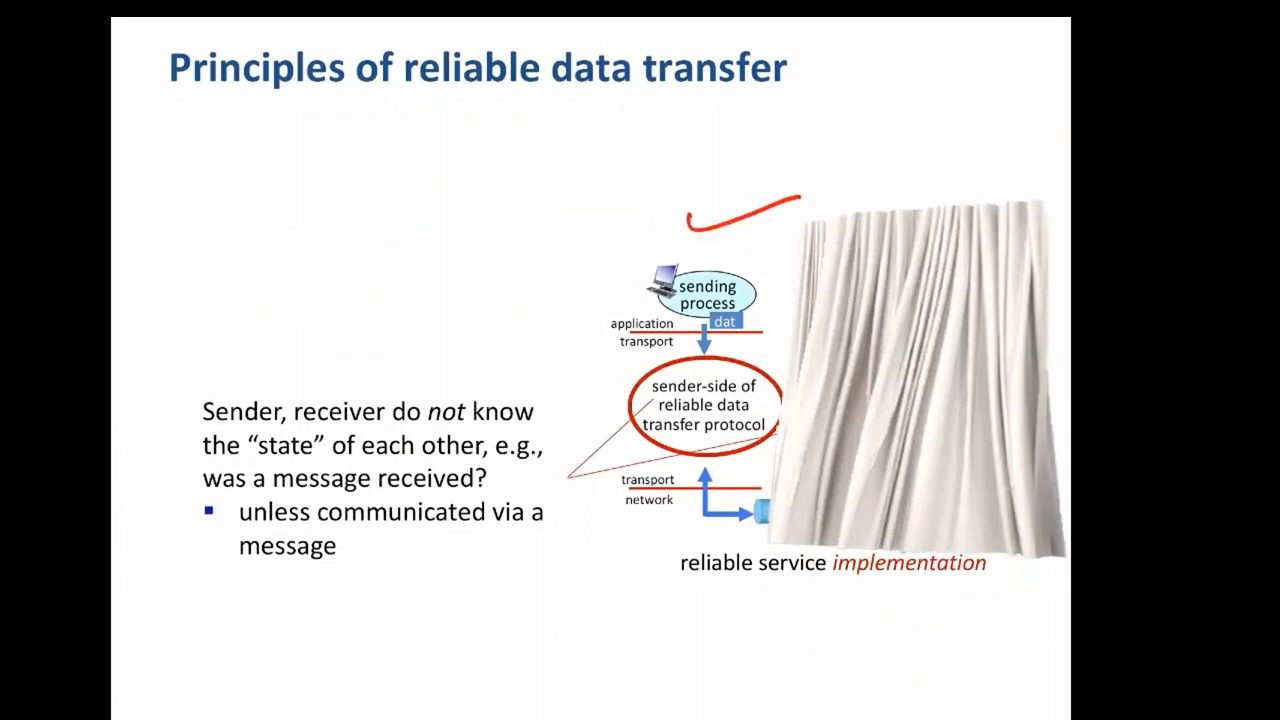 Principles of reliable data transfer
sending
process
dat
application
transport
sender-side of
reliable data
transfer protocol
Sender, receiver do not know
the “state” of each other, e.g.,
was a message received?
▪ unless communicated via a
message
transport
network
reliable service implementation